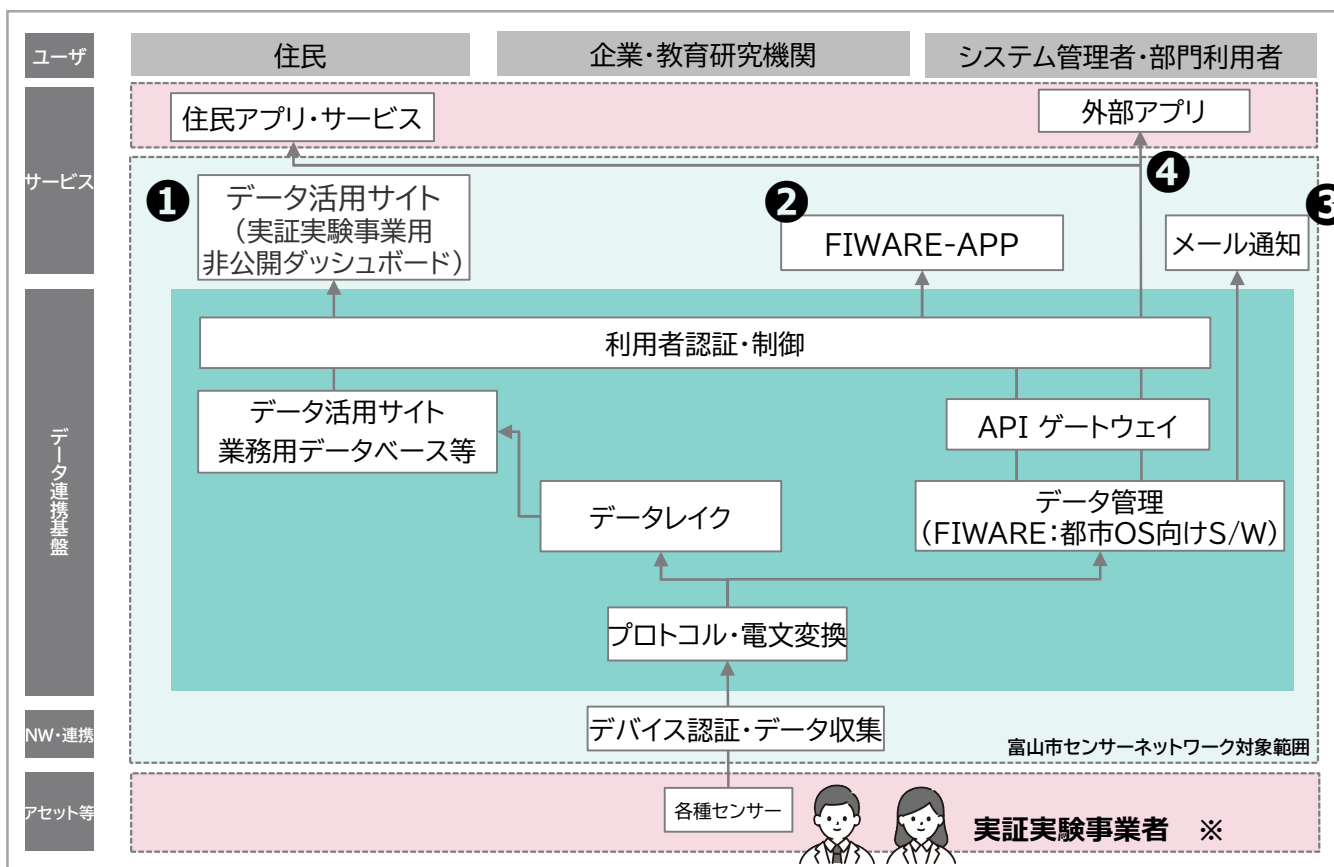 ユーザ
住民
企業・教育研究機関
システム管理者・部門利用者
サービス
住民アプリ・サービス
外部アプリ
❶
データ活用サイト
（実証実験事業用
非公開ダッシュボード）
❷
FIWARE-APP
❹
❸
メール通知
データ連携基盤
利用者認証・制御
データ活用サイト
業務用データベース等
API ゲートウェイ
データレイク
データ管理
（FIWARE：都市OS向けS/W）
プロトコル・電文変換
NW・連携
デバイス認証・データ収集
富山市センサーネットワーク対象範囲
アセット等
各種センサー
実証実験事業者　※